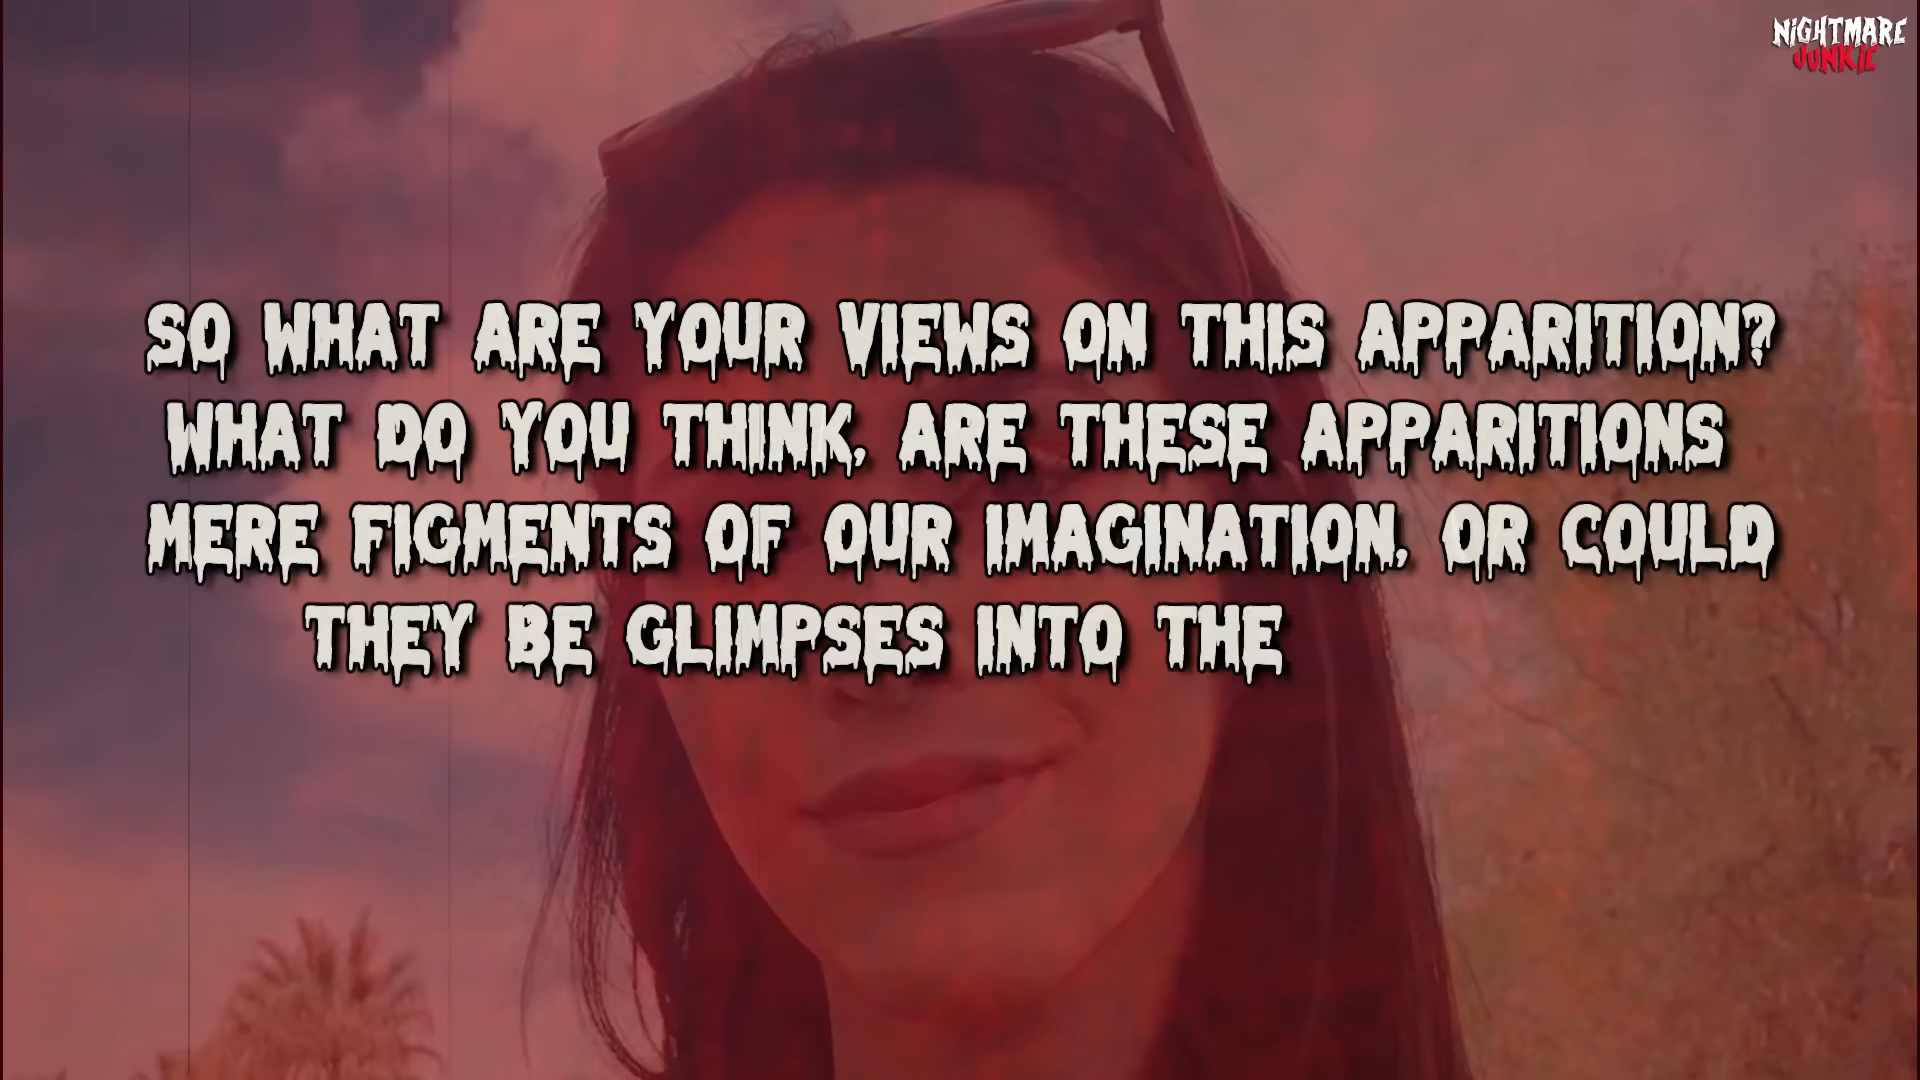 NIGHTMARE
JUNKIE
SO WHAT ARE YOUR VIEWS ON THIS APPARITION?
WHAT DO YOU THINK, ARE THESE APPARITIONS
MERE FIGMENTS OF OUR IMAGINATION, OR COULD
THEY BE GLIMPSES INTO THE